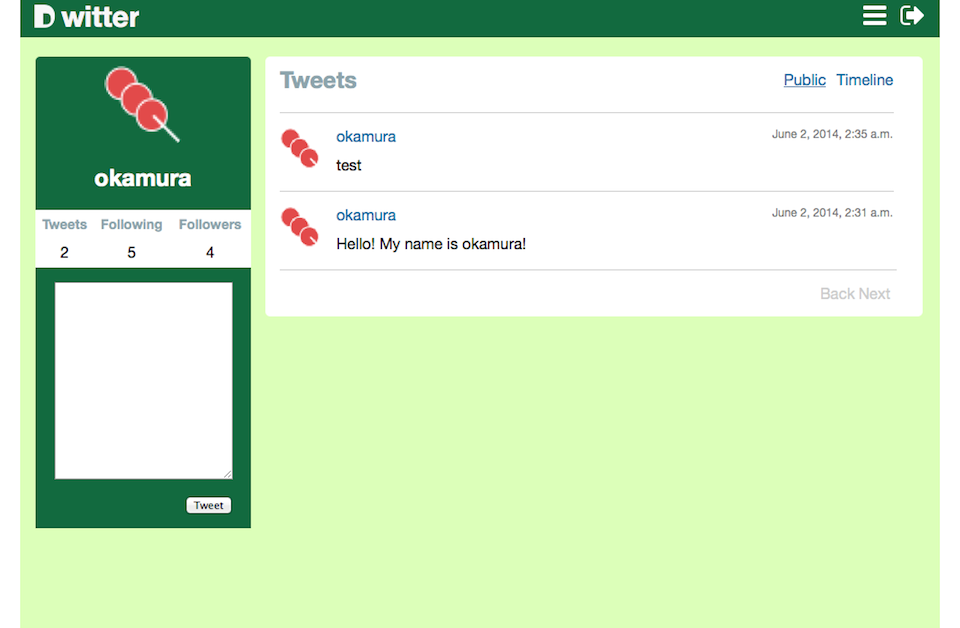 D witter
okamura
Tweets Following Followers
2 5 4
Tweet
Tweets
Public Timeline
okamura June 2, 2014, 2:35 a.m.
test
okamura June 2, 2014, 2:31 a.m.
Hello! My name is okamura!
Back Next